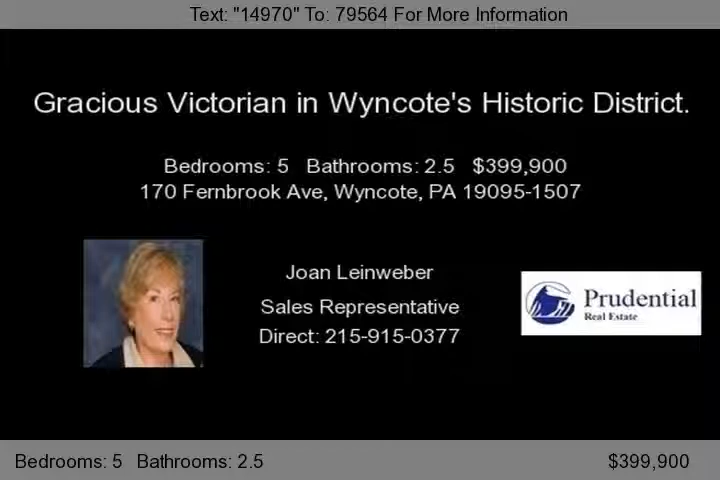 Text: "14970" To: 79564 For More Information
Gracious Victorian in Wyncote's Historic District.
Bedrooms: 5 Bathrooms: 2.5 $399,900
170 Fernbrook Ave, Wyncote, PA 19095-1507
Joan Leinweber
Sales Representative
Direct: 215-915-0377
Prudential
Real Estate
Bedrooms: 5 Bathrooms: 2.5 $399,900